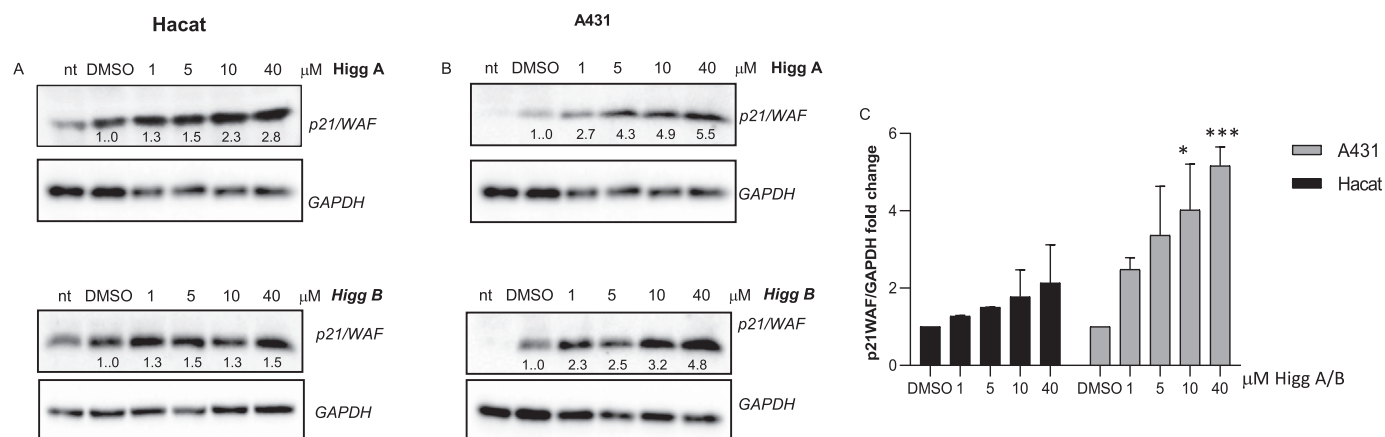 Hacat
A431
A
nt DMSO 1 5 10 40 μM Higg A
p21/WAF
1..0 1.3 1.5 2.3 2.8
GAPDH
nt DMSO 1 5 10 40 μM Higg B
p21/WAF
1..0 1.3 1.5 1.3 1.5
GAPDH
B
nt DMSO 1 5 10 40 μM Higg A
p21/WAF
1..0 2.7 4.3 4.9 5.5
GAPDH
nt DMSO 1 5 10 40 μM Higg B
p21/WAF
1..0 2.3 2.5 3.2 4.8
GAPDH
C
p21WAF/GAPDH fold change
6
4
2
0
* ***
DMSO 1 5 10 40 DMSO 1 5 10 40 μM Higg A/B
A431
Hacat